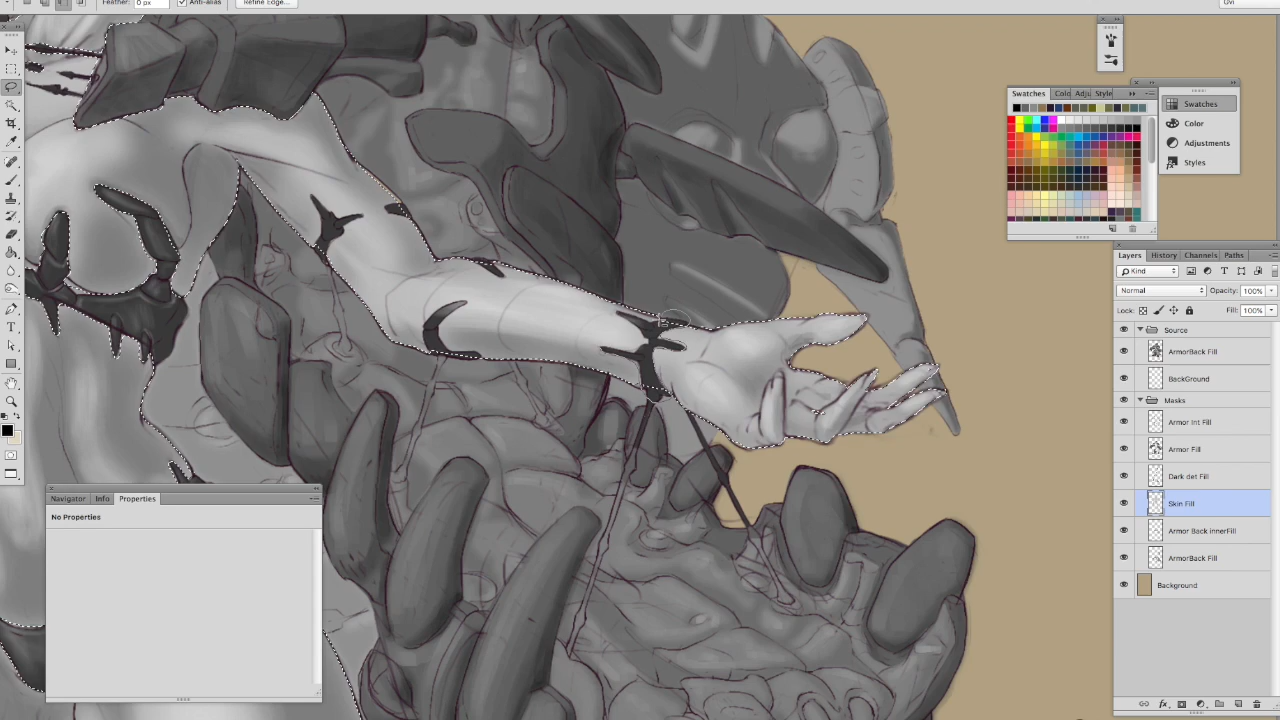 Feather: 0 px
Anti-alias
Refine Edge...
Swatches
Style
Swatches
Color
Adjustments
Styles
Layers
History
Channels
Paths
Kind
Normal
Opacity: 100%
Lock:
Fill: 100%
Source
ArmorBack Fill
BackGround
Masks
Armor Int Fill
Armor Fill
Dark det Fill
Skin Fill
Armor Back innerFill
ArmorBack Fill
Background
Navigator
Info
Properties
No Properties